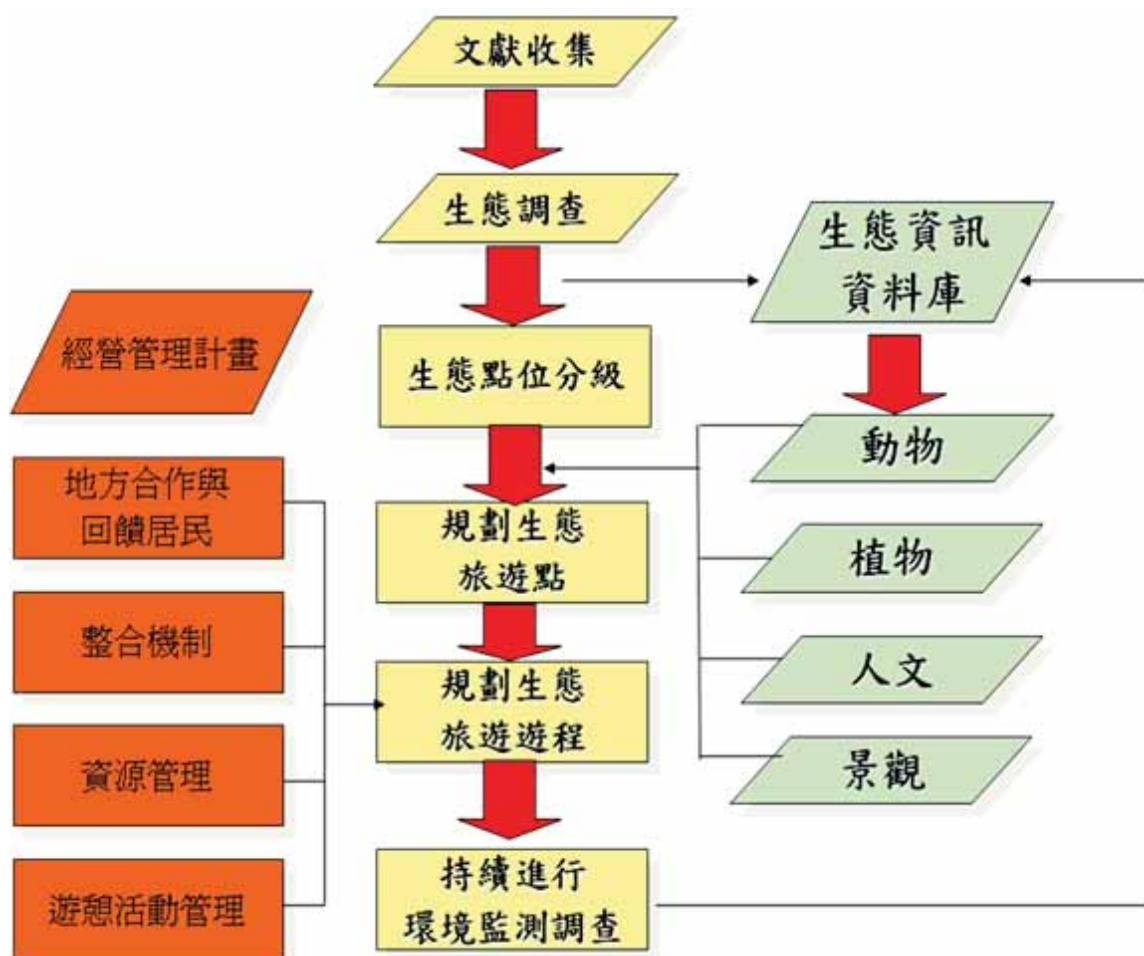 文獻收集
生態調查
生態資訊
資料庫
經營管理計畫
生態點位分級
動物
地方合作與
回饋居民
規劃生態
旅遊點
植物
整合機制
規劃生態
旅遊遊程
人文
資源管理
景觀
持續進行
環境監測調查
遊憩活動管理